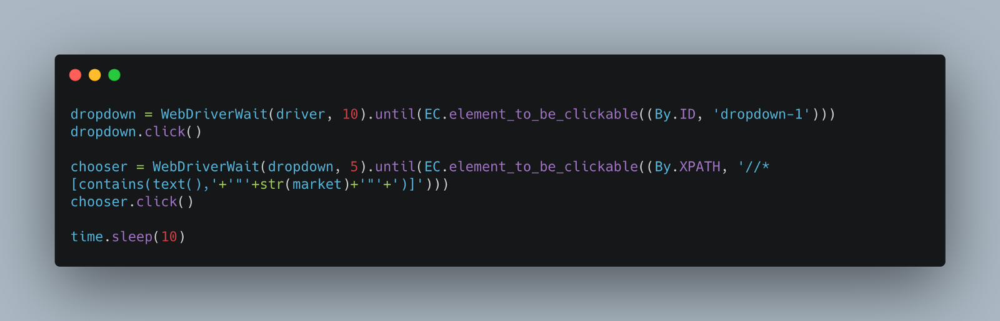 dropdown = WebDriverWait(driver, 10).until(EC.element_to_be_clickable((By.ID, 'dropdown-1')))
dropdown.click()
chooser = WebDriverWait(dropdown, 5).until(EC.element_to_be_clickable((By.XPATH, '//*
[contains(text(),'+'"'+str(market)+'"'+')]')))
chooser.click()
time.sleep(10)